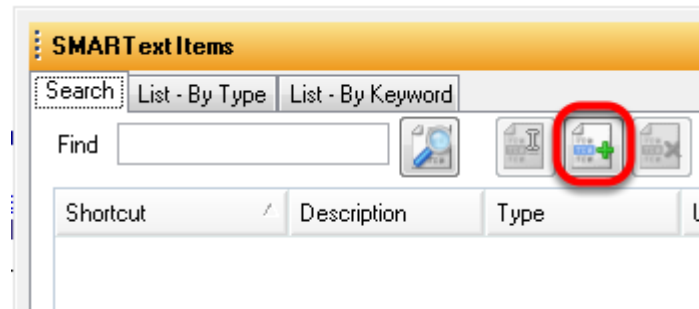 SMARText Items
Search List - By Type List - By Keyword
Find
Shortcut Description Type